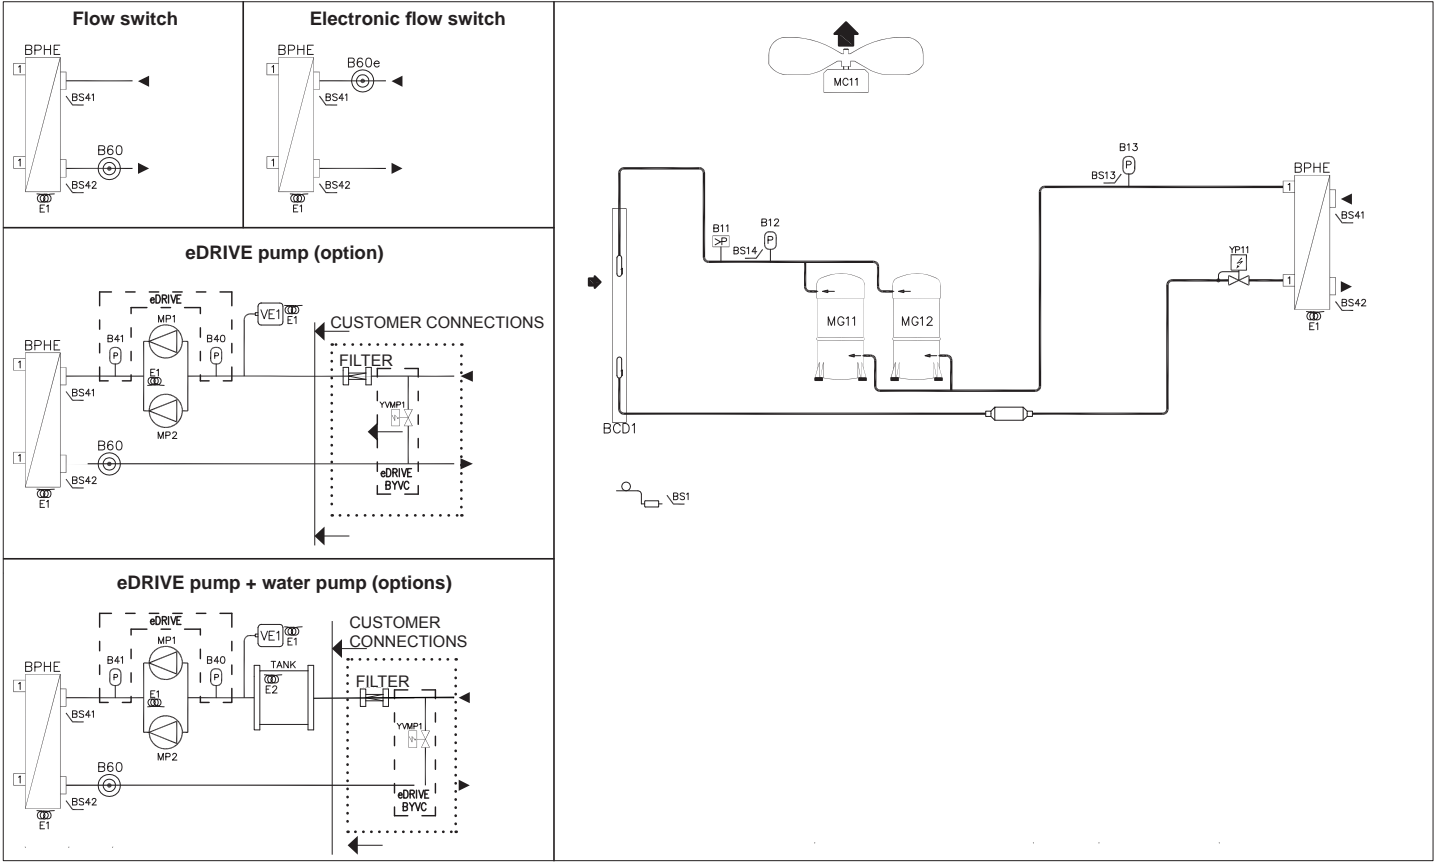 Flow switch
BPHE
1
BS41
B60
1
BS42
E1
Electronic flow switch
BPHE
B60e
1
BS41
1
BS42
E1
eDRIVE pump (option)
eDRIVE
MP1
B41
P
B40
P
VE1
E1
CUSTOMER CONNECTIONS
BPHE
1
BS41
E1
FILTER
YVMP1
MP2
B60
1
BS42
eDRIVE
BYVC
E1
eDRIVE pump + water pump (options)
eDRIVE
MP1
B41
P
B40
P
VE1
E1
CUSTOMER
CONNECTIONS
BPHE
1
BS41
E1
TANK
E2
FILTER
YVMP1
MP2
B60
1
BS42
eDRIVE
BYVC
E1
MC11
B13
P
BS13
BPHE
1
BS41
B11
>P
B12
P
BS14
YP11
1
BS42
E1
MG11
MG12
BCD1
BS1